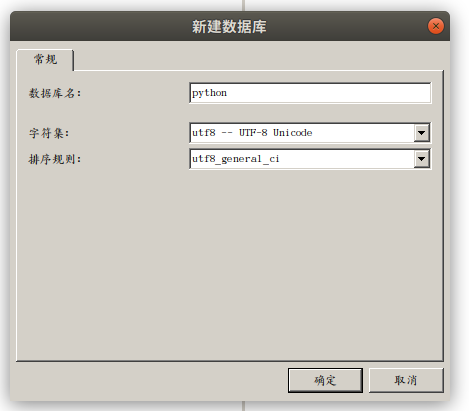 新建数据库
常规
数据库名:
python
字符集:
utf8 -- UTF-8 Unicode
排序规则:
utf8_general_ci
确定
取消